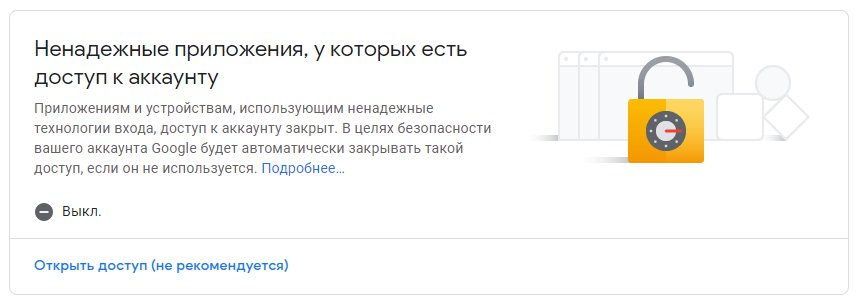 Ненадежные приложения, у которых есть
доступ к аккаунту
Приложениям и устройствам, использующим ненадежные
технологии входа, доступ к аккаунту закрыт. В целях безопасности
вашего аккаунта Google будет автоматически закрывать такой
доступ, если он не используется. Подробнее…
Выкл.
Открыть доступ (не рекомендуется)